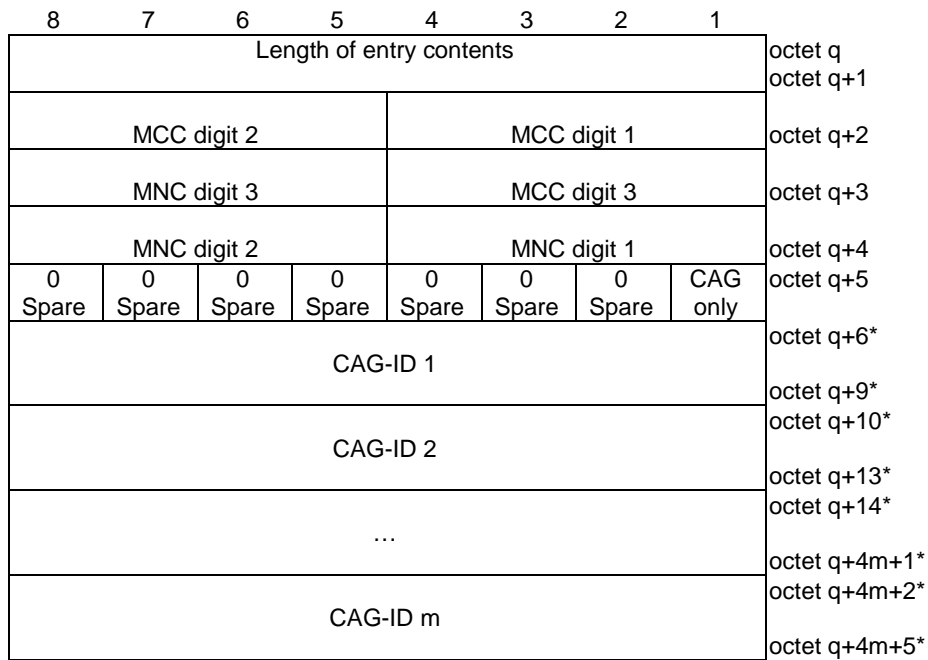 8 7 6 5 4 3 2 1
Length of entry contents octet q
octet q+1
MCC digit 2 MCC digit 1 octet q+2
MNC digit 3 MCC digit 3 octet q+3
MNC digit 2 MNC digit 1 octet q+4
0 0 0 0 0 0 0 CAG octet q+5
Spare Spare Spare Spare Spare Spare Spare only
octet q+6*
CAG-ID 1
octet q+9*
octet q+10*
CAG-ID 2
octet q+13*
octet q+14*
…
octet q+4m+1*
octet q+4m+2*
CAG-ID m
octet q+4m+5*